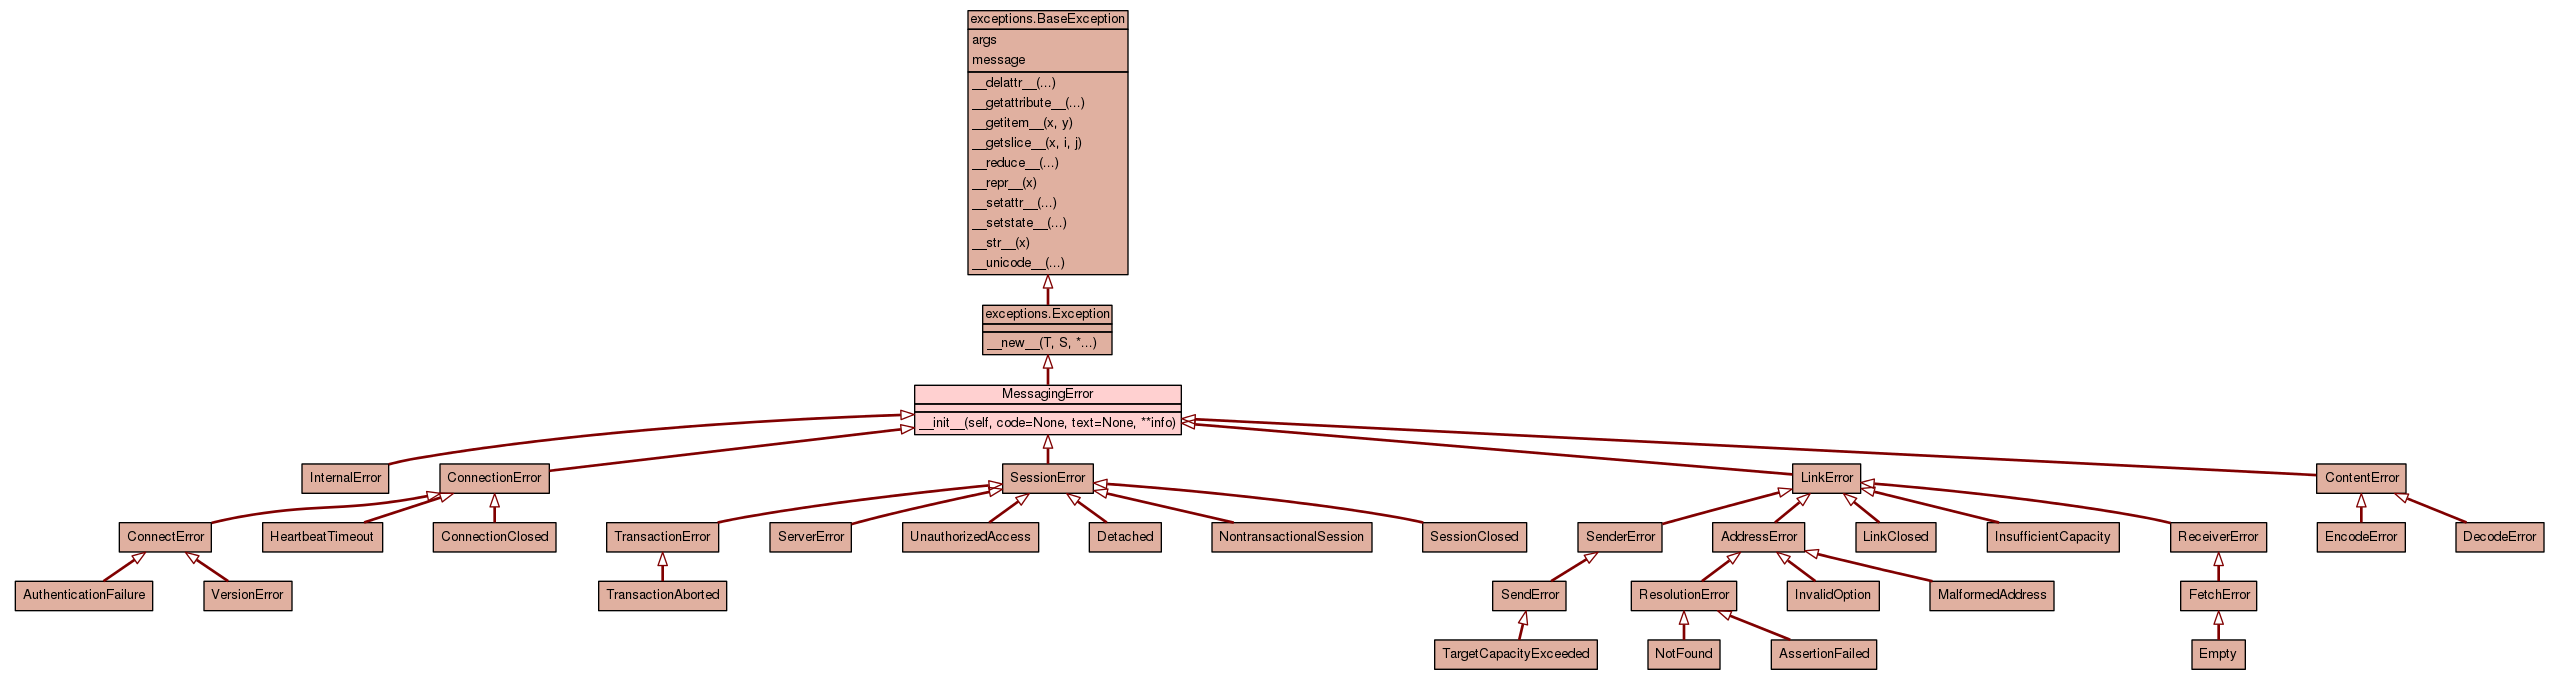 exceptions.BaseException
args
message
__delattr__(...)
__getattribute__(...)
__getitem__(x, y)
__getslice__(x, i, j)
__reduce__(...)
__repr__(x)
__setattr__(...)
__setstate__(...)
__str__(x)
__unicode__(...)
exceptions.Exception
__new__(T, S, *...)
MessagingError
__init__(self, code=None, text=None, **info)
InternalError
ConnectionError
SessionError
LinkError
ContentError
ConnectError
HeartbeatTimeout
ConnectionClosed
TransactionError
ServerError
UnauthorizedAccess
Detached
NontransactionalSession
SessionClosed
SenderError
AddressError
LinkClosed
InsufficientCapacity
ReceiverError
EncodeError
DecodeError
AuthenticationFailure
VersionError
TransactionAborted
SendError
ResolutionError
InvalidOption
MalformedAddress
FetchError
TargetCapacityExceeded
NotFound
AssertionFailed
Empty